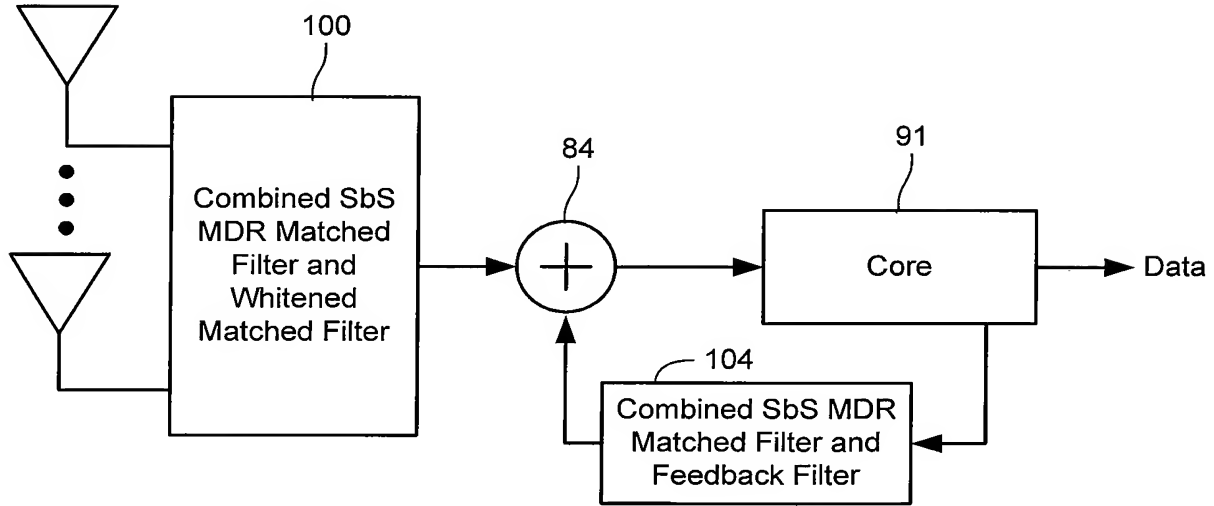 100
Combined SbS
MDR Matched
Filter and
Whitened
Matched Filter
84
+
91
Core
Data
104
Combined SbS MDR
Matched Filter and
Feedback Filter